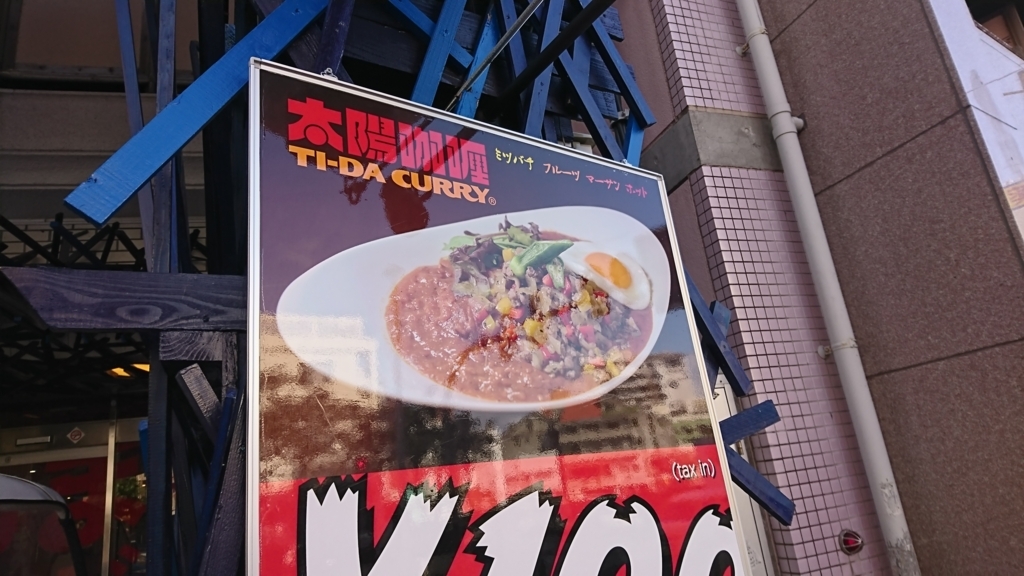 太陽咖喱
TI-DA CURRY®
ミツバチ フルーツ マーサン ホット
(tax in)
¥100